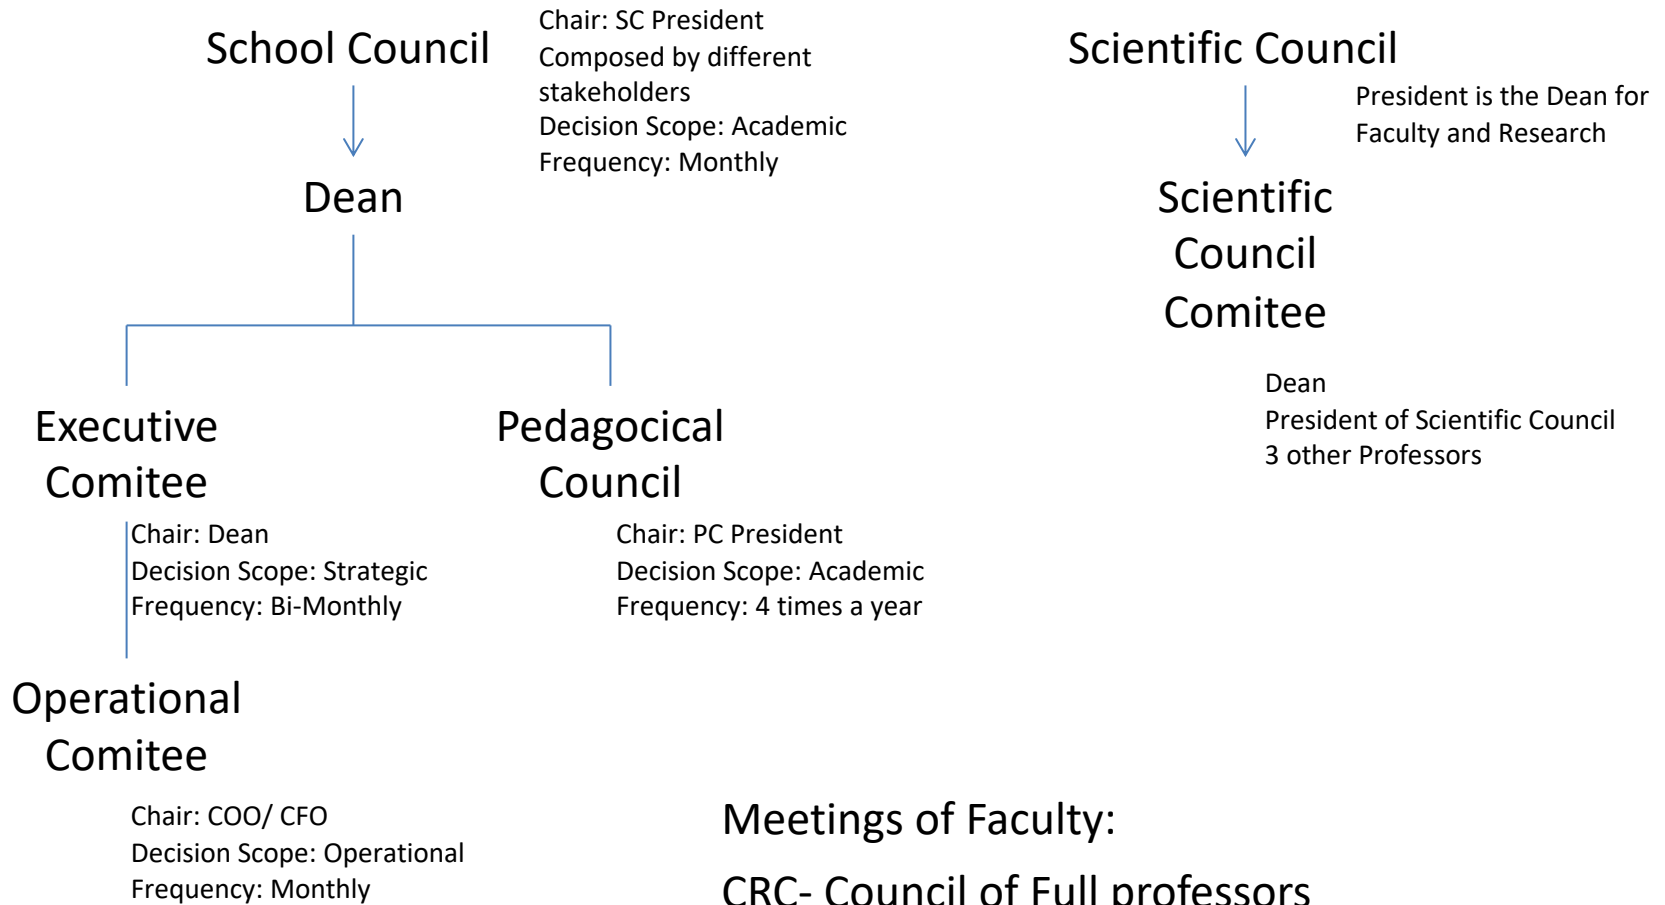 School Council
Chair: SC President
Composed by different
stakeholders
Decision Scope: Academic
Frequency: Monthly
Scientific Council
President is the Dean for
Faculty and Research
Dean
Scientific
Council
Comitee
Dean
President of Scientific Council
3 other Professors
Executive
Comitee
Chair: Dean
Decision Scope: Strategic
Frequency: Bi-Monthly
Pedagocical
Council
Chair: PC President
Decision Scope: Academic
Frequency: 4 times a year
Operational
Comitee
Chair: COO/ CFO
Decision Scope: Operational
Frequency: Monthly
Meetings of Faculty:
CRC- Council of Full professors